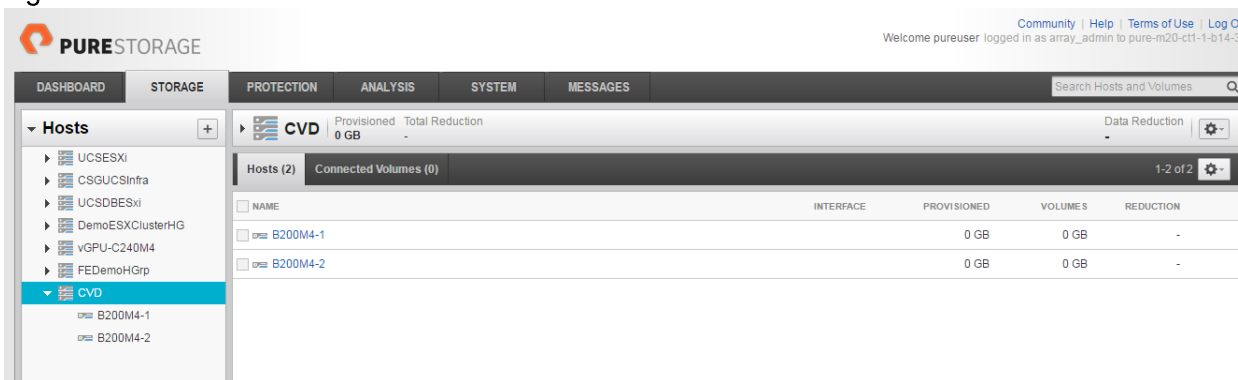 Community | Help | Terms of Use | Log O
PURESTORAGE
Welcome pureuser logged in as array_admin to pure-m20-ct1-1-b14-3
DASHBOARD STORAGE PROTECTION ANALYSIS SYSTEM MESSAGES Search Hosts and Volumes
Hosts +
UCSESXi
CSGUCSInfra
UCSDBESxi
DemoESXClusterHG
vGPU-C240M4
FEDemoHGrp
CVD
B200M4-1
B200M4-2
CVD Provisioned Total Reduction Data Reduction
0 GB - -
Hosts (2) Connected Volumes (0) 1-2 of 2
NAME INTERFACE PROVISIONED VOLUMES REDUCTION
B200M4-1 0 GB 0 GB -
B200M4-2 0 GB 0 GB -